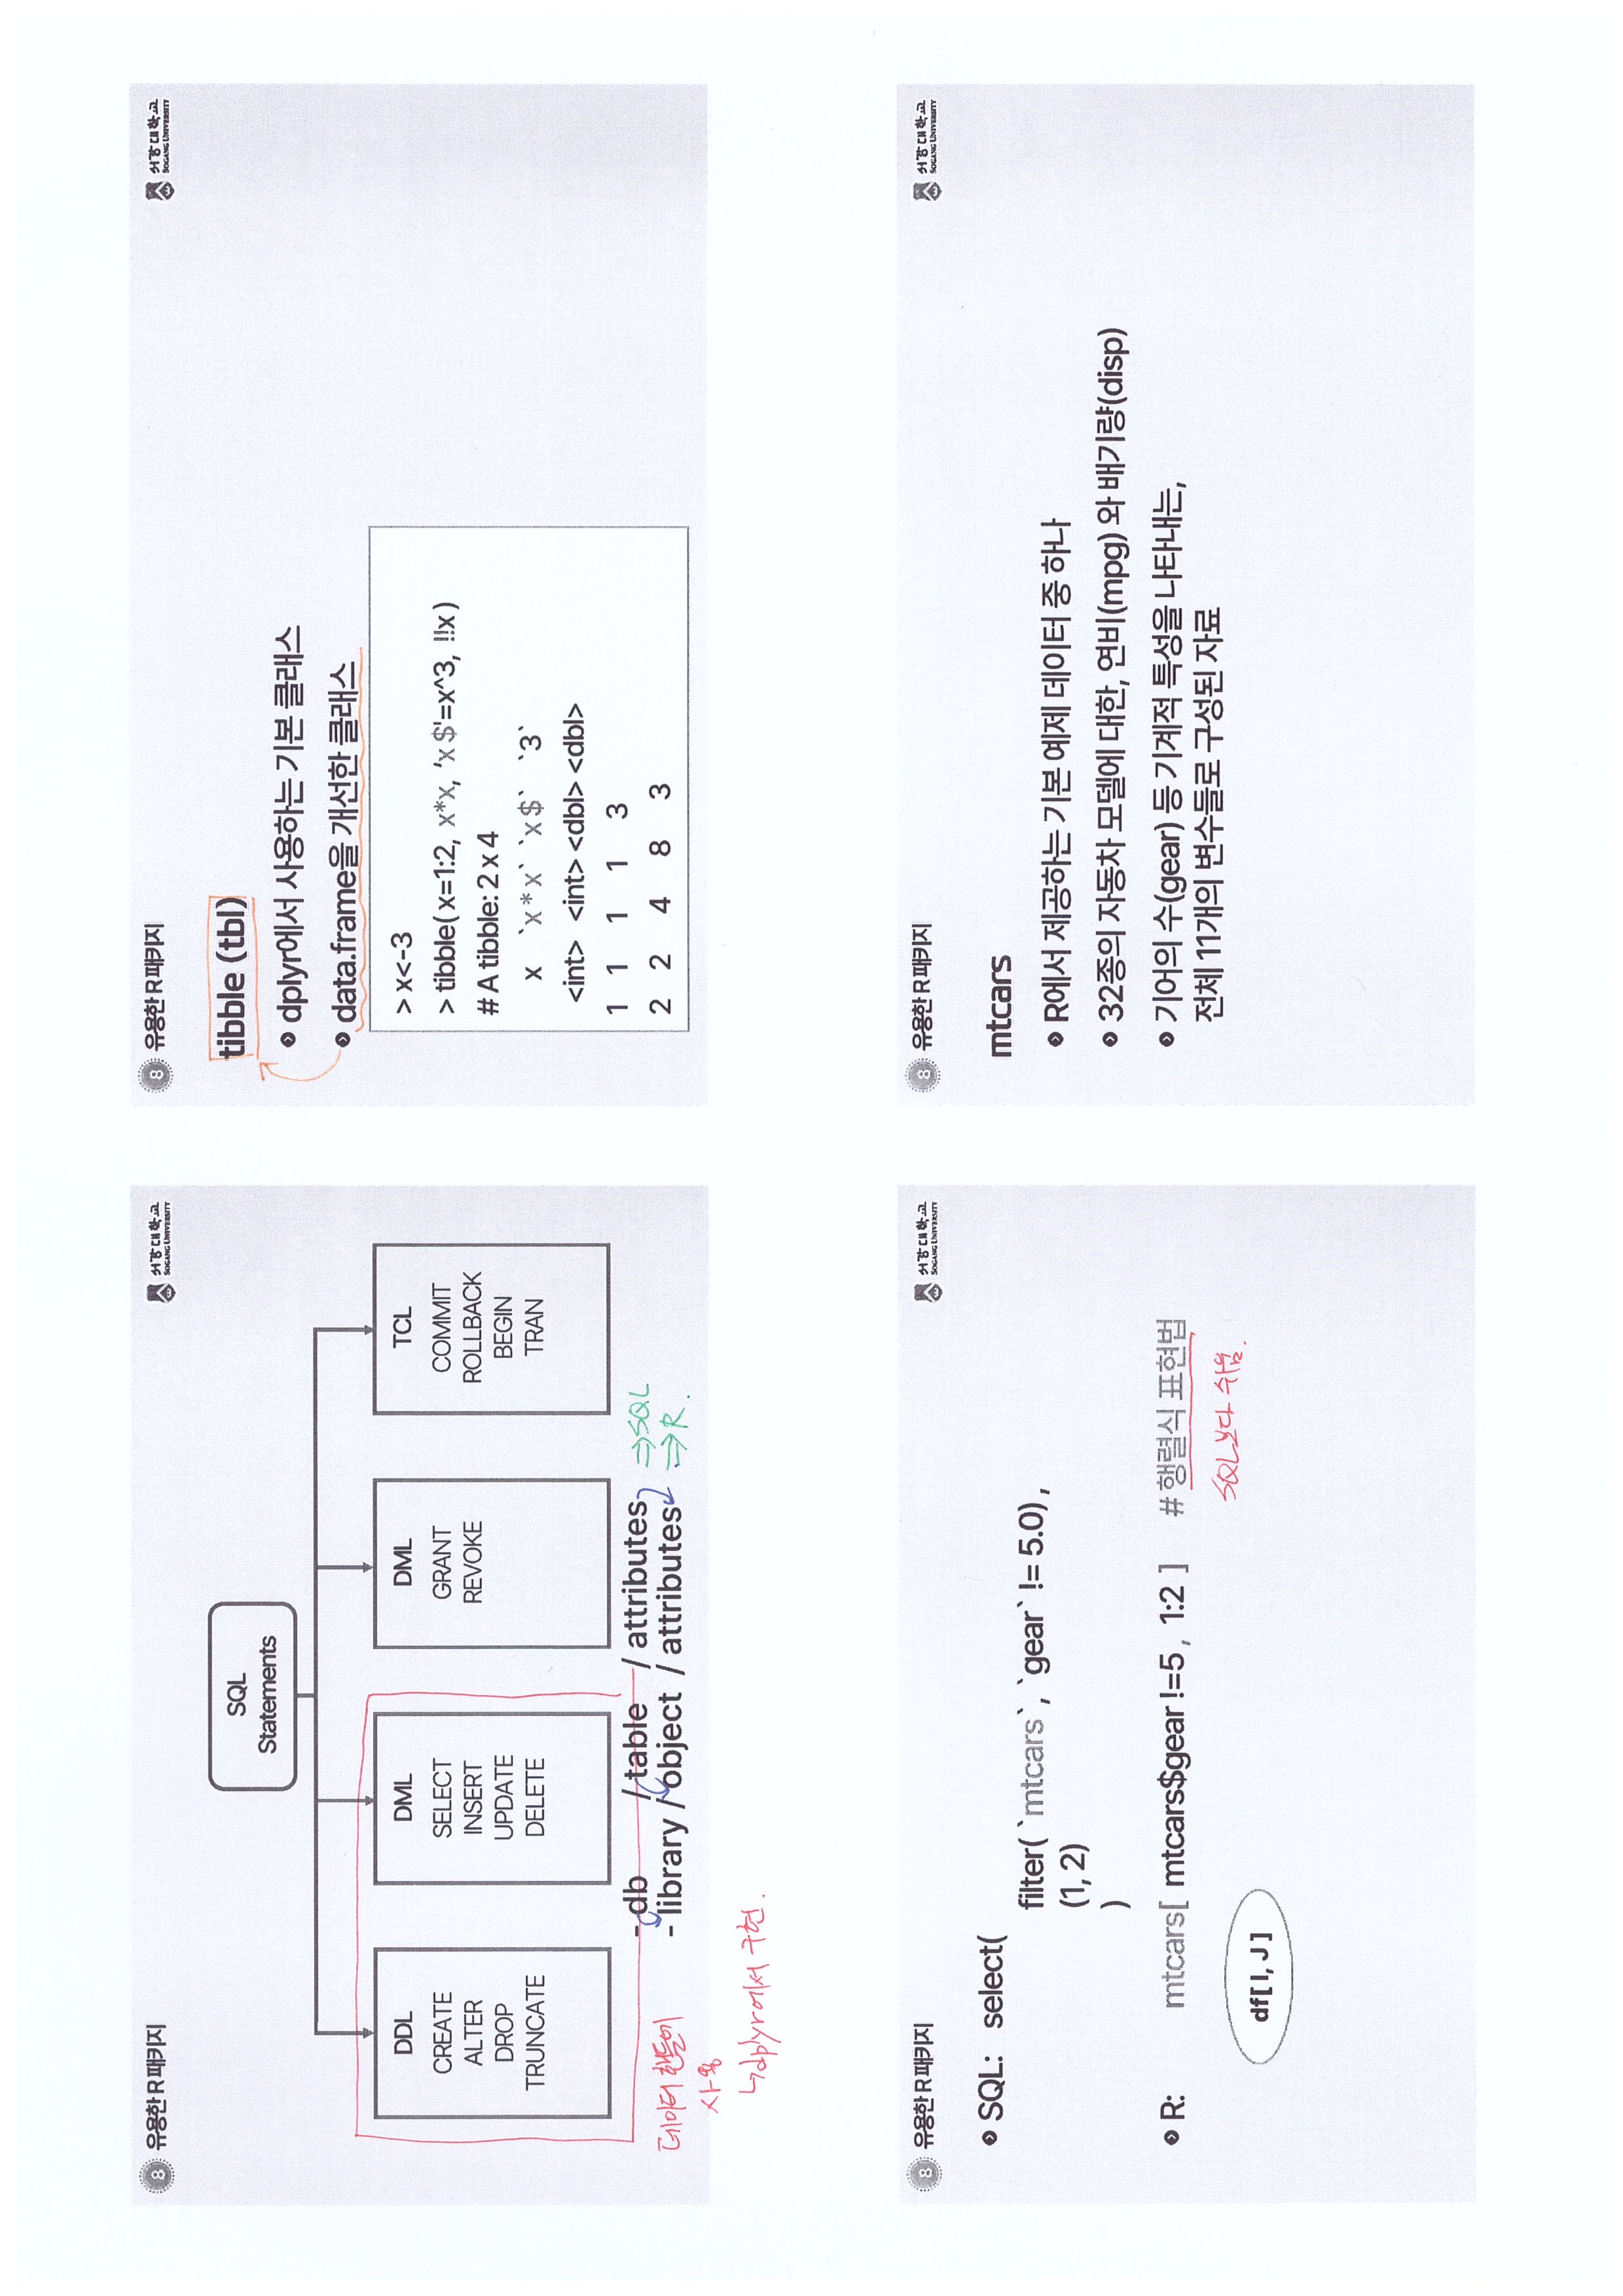 8 유용한 R 패키지
서강대학교
SOGANG UNIVERSITY
SQL
Statements
DDL
CREATE
ALTER
DROP
TRUNCATE
DML
SELECT
INSERT
UPDATE
DELETE
DML
GRANT
REVOKE
TCL
COMMIT
ROLLBACK
BEGIN
TRAN
- db / table / attributes ⇒SQL
- library / object / attributes ⇒R.
데이터 핸들에
사용
↳dplyr에서 구현.
8 유용한 R 패키지
서강대학교
SOGANG UNIVERSITY
tibble (tbl)
dplyr에서 사용하는 기본 클래스
data.frame을 개선한 클래스
> x<-3
> tibble( x=1:2, x*x, ‘x $'=x^3, !!x )
# A tibble: 2 x 4
x `x * x` `x $` `3`
<int> <int> <dbl> <dbl>
1 1 1 1 3
2 2 4 8 3
8 유용한 R 패키지
서강대학교
SOGANG UNIVERSITY
SQL: select(
filter( `mtcars`, `gear` != 5.0) ,
(1, 2)
)
R: mtcars[ mtcars$gear !=5 , 1:2 ] # 행렬식 표현법
SQL보다 쉬움.
df[ I, J ]
8 유용한 R 패키지
서강대학교
SOGANG UNIVERSITY
mtcars
R에서 제공하는 기본 예제 데이터 중 하나
32종의 자동차 모델에 대한, 연비(mpg) 와 배기량(disp)
기어의 수(gear) 등 기계적 특성을 나타내는,
전체 11개의 변수들로 구성된 자료